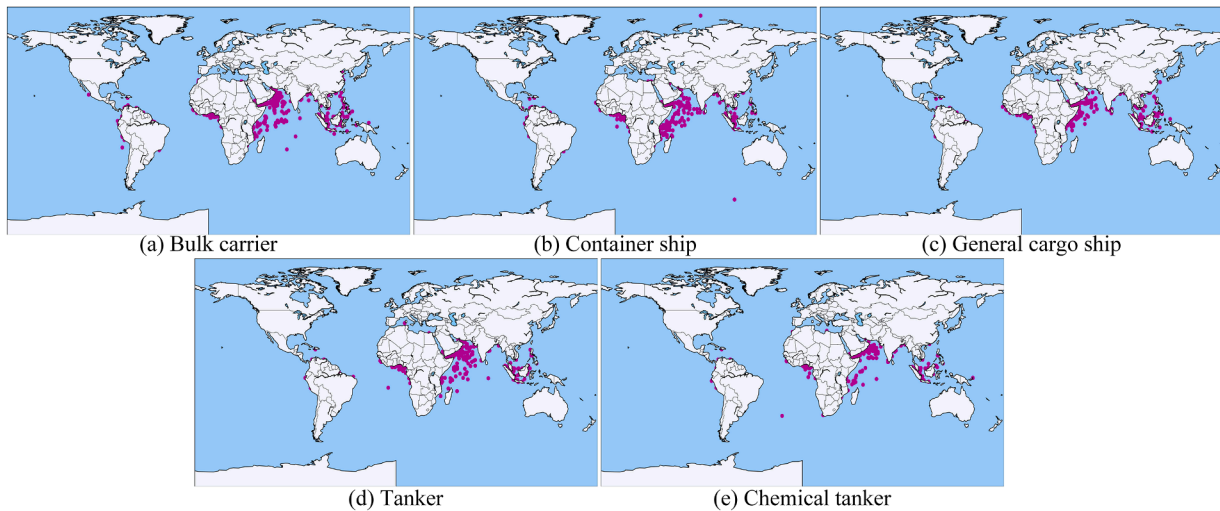 (a) Bulk carrier
(b) Container ship
(c) General cargo ship
(d) Tanker
(e) Chemical tanker